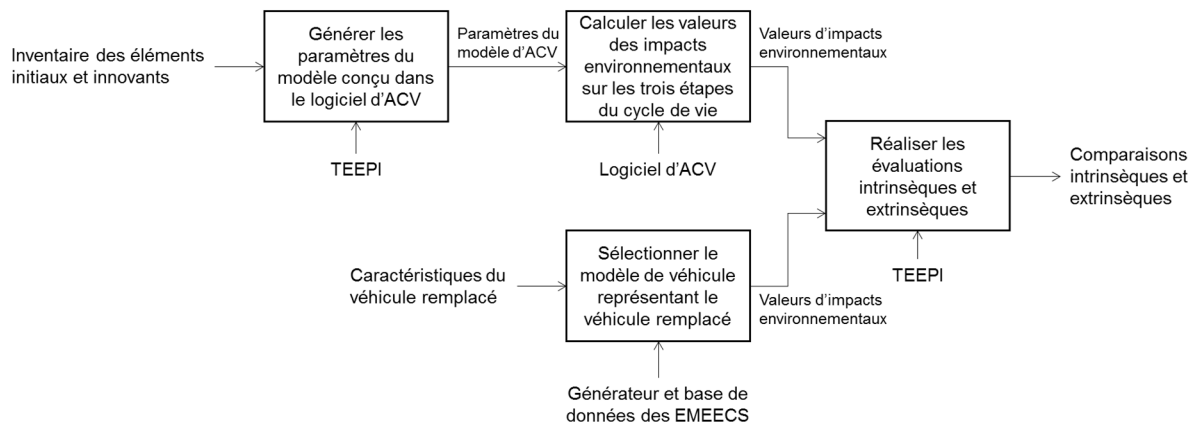 Inventaire des éléments
initiaux et innovants
Générer les
paramètres du
modèle conçu dans
le logiciel d’ACV
TEEPI
Paramètres du
modèle d’ACV
Calculer les valeurs
des impacts
environnementaux
sur les trois étapes
du cycle de vie
Logiciel d’ACV
Valeurs d’impacts
environnementaux
Caractéristiques du
véhicule remplacé
Sélectionner le
modèle de véhicule
représentant le
véhicule remplacé
Générateur et base de
données des EMEECS
Valeurs d’impacts
environnementaux
Réaliser les
évaluations
intrinsèques et
extrinsèques
TEEPI
Comparaisons
intrinsèques et
extrinsèques